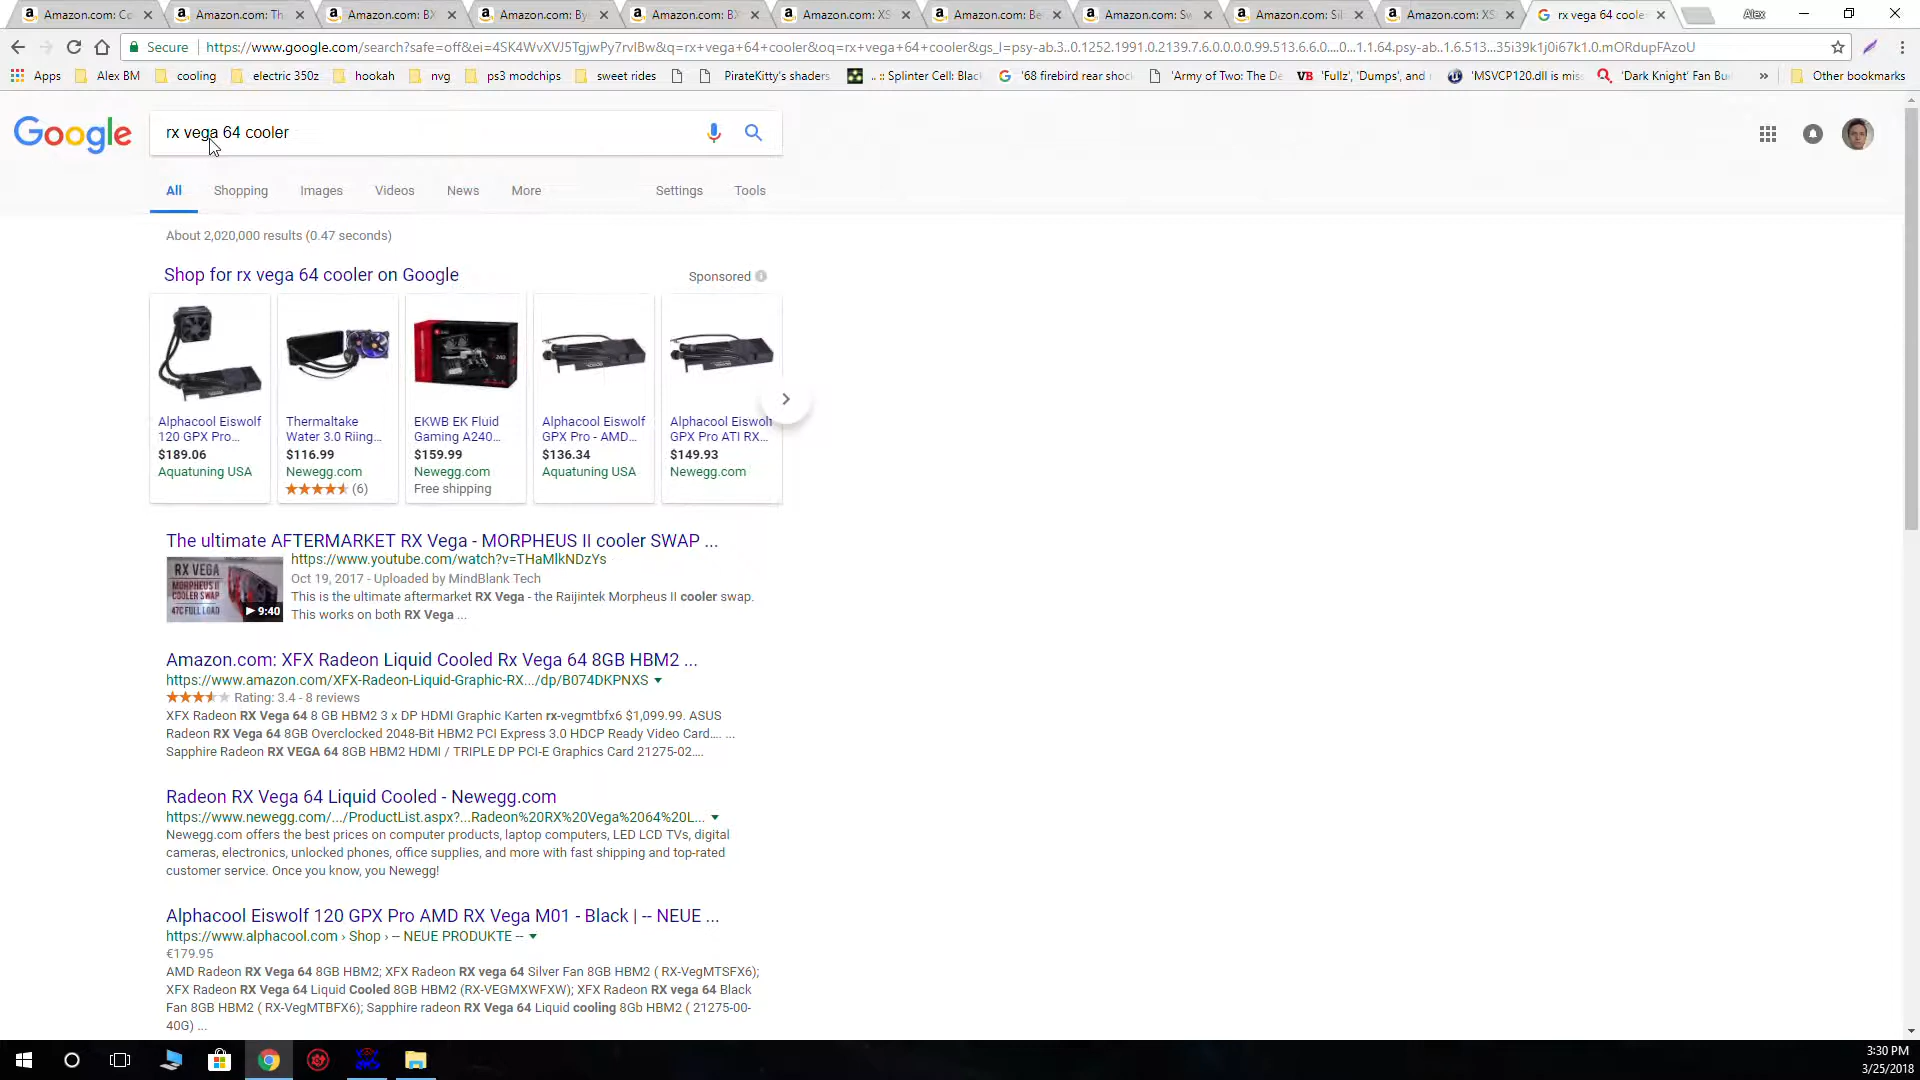 Amazon.com: Co
Amazon.com: Th
Amazon.com: BX
Amazon.com: By
Amazon.com: BX
Amazon.com: XS
Amazon.com: Be
Amazon.com: Sw
Amazon.com: Sil
Amazon.com: XS
rx vega 64 coole
Alex
Secure
https://www.google.com/search?safe=off&ei=4SK4WvXVJ5TgjwPy7rvIBw&q=rx+vega+64+cooler&oq=rx+vega+64+cooler&gs_l=psy-ab.3..0.1252.1991.0.2139.7.6.0.0.0.0.99.513.6.6.0....0...1.1.64.psy-ab..1.6.513...35i39k1j0i67k1.0.mORdupFAzoU
Apps
Alex BM
cooling
electric 350z
hookah
nvg
ps3 modchips
sweet rides
PirateKitty's shaders
.. :: Splinter Cell: Blac
'68 firebird rear shoc
'Army of Two: The De
'Fullz', 'Dumps', and
'MSVCP120.dll is mis
'Dark Knight' Fan Bu
Other bookmarks
Google
rx vega 64 cooler
All
Shopping
Images
Videos
News
More
Settings
Tools
About 2,020,000 results (0.47 seconds)
Shop for rx vega 64 cooler on Google
Sponsored
Alphacool Eiswolf
120 GPX Pro...
$189.06
Aquatuning USA
Thermaltake
Water 3.0 Riing...
$116.99
Newegg.com
(6)
EKWB EK Fluid
Gaming A240...
$159.99
Newegg.com
Free shipping
Alphacool Eiswolf
GPX Pro - AMD...
$136.34
Aquatuning USA
Alphacool Eiswolf
GPX Pro ATI RX...
$149.93
Newegg.com
The ultimate AFTERMARKET RX Vega - MORPHEUS II cooler SWAP ...
RX VEGA
MORPHEUS II
COOLER SWAP
47C FULL LOAD
9:40
https://www.youtube.com/watch?v=THaMlkNDzYs
Oct 19, 2017 - Uploaded by MindBlank Tech
This is the ultimate aftermarket RX Vega - the Raijintek Morpheus II cooler swap.
This works on both RX Vega ...
Amazon.com: XFX Radeon Liquid Cooled Rx Vega 64 8GB HBM2 ...
https://www.amazon.com/XFX-Radeon-Liquid-Graphic-RX.../dp/B074DKPNXS
Rating: 3.4 - 8 reviews
XFX Radeon RX Vega 64 8 GB HBM2 3 x DP HDMI Graphic Karten rx-vegmtbfx6 $1,099.99. ASUS
Radeon RX Vega 64 8GB Overclocked 2048-Bit HBM2 PCI Express 3.0 HDCP Ready Video Card.... ...
Sapphire Radeon RX VEGA 64 8GB HBM2 HDMI / TRIPLE DP PCI-E Graphics Card 21275-02....
Radeon RX Vega 64 Liquid Cooled - Newegg.com
https://www.newegg.com/.../ProductList.aspx?...Radeon%20RX%20Vega%2064%20L...
Newegg.com offers the best prices on computer products, laptop computers, LED LCD TVs, digital
cameras, electronics, unlocked phones, office supplies, and more with fast shipping and top-rated
customer service. Once you know, you Newegg!
Alphacool Eiswolf 120 GPX Pro AMD RX Vega M01 - Black | -- NEUE ...
https://www.alphacool.com › Shop › -- NEUE PRODUKTE --
€179.95
AMD Radeon RX Vega 64 8GB HBM2; XFX Radeon RX vega 64 Silver Fan 8GB HBM2 ( RX-VegMTSFX6);
XFX Radeon RX Vega 64 Liquid Cooled 8GB HBM2 (RX-VEGMXWFXW); XFX Radeon RX vega 64 Black
Fan 8GB HBM2 ( RX-VegMTBFX6); Sapphire radeon RX Vega 64 Liquid cooling 8Gb HBM2 ( 21275-00-
40G) ...
3:30 PM
3/25/2018